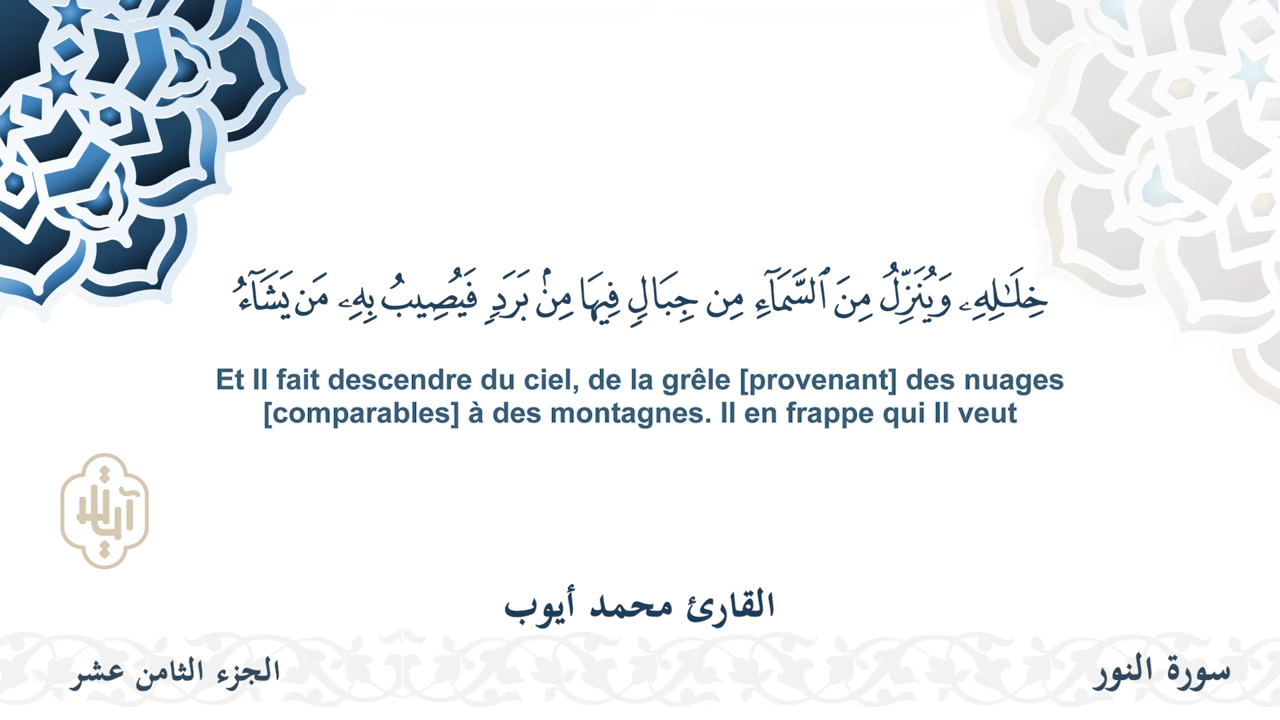 خِلَـٰلِهِۦ وَيُنَزِّلُ مِنَ ٱلسَّمَآءِ مِن جِبَالٍ فِيهَا مِنۢ بَرَدٍ فَيُصِيبُ بِهِۦ مَن يَشَآءُ
Et Il fait descendre du ciel, de la grêle [provenant] des nuages
[comparables] à des montagnes. Il en frappe qui Il veut
القارئ محمد أيوب
سورة النور
الجزء الثامن عشر